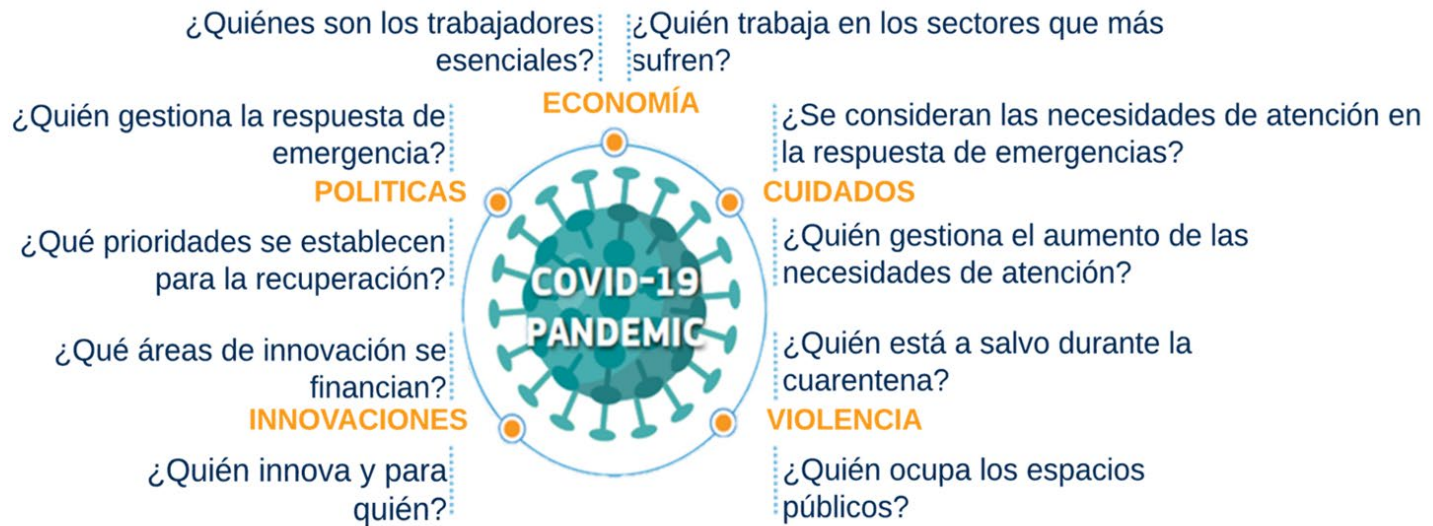 ¿Quiénes son los trabajadores
esenciales?
¿Quién trabaja en los sectores que más
sufren?
ECONOMÍA
¿Quién gestiona la respuesta de
emergencia?
POLITICAS
¿Qué prioridades se establecen
para la recuperación?
¿Se consideran las necesidades de atención en
la respuesta de emergencias?
CUIDADOS
¿Quién gestiona el aumento de las
necesidades de atención?
COVID-19
PANDEMIC
¿Qué áreas de innovación se
financian?
INNOVACIONES
¿Quién innova y para
quién?
¿Quién está a salvo durante la
cuarentena?
VIOLENCIA
¿Quién ocupa los espacios
públicos?